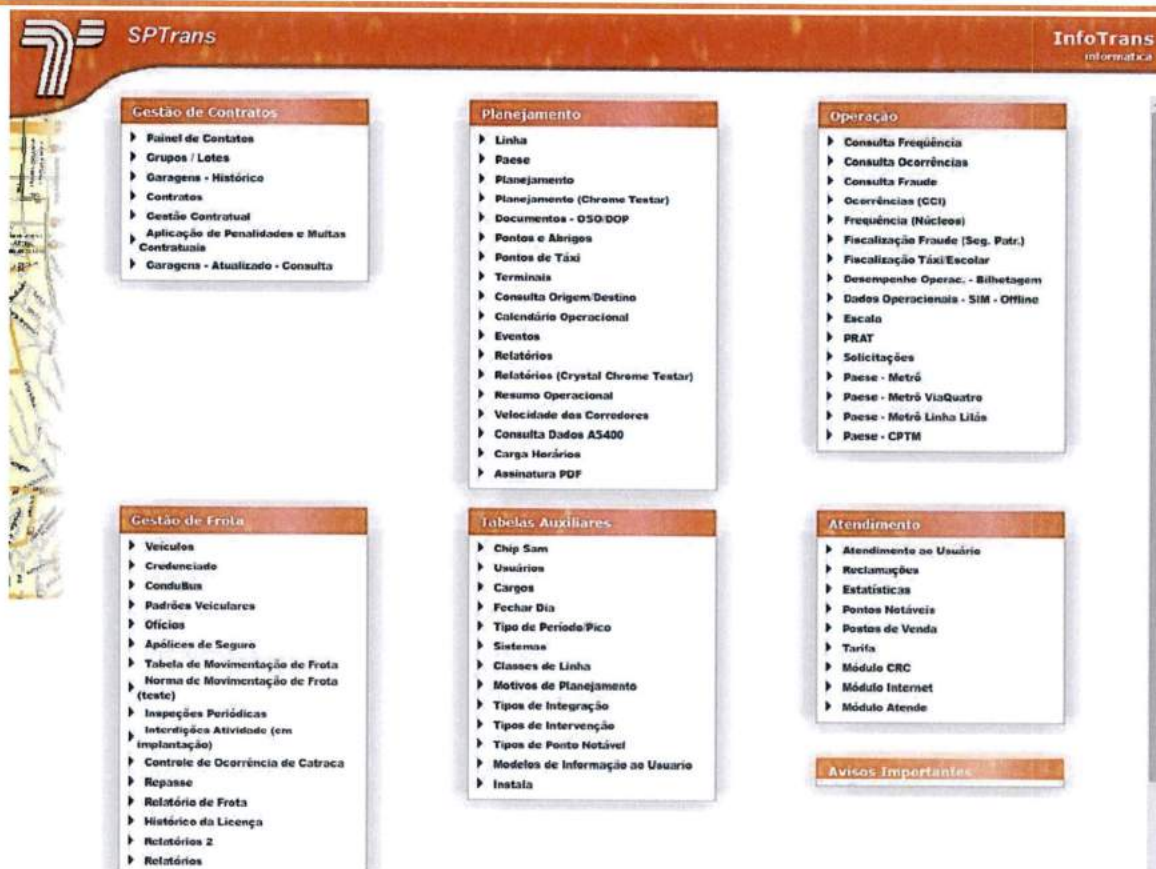 SPTrans
InfoTrans
informatica
Gestão de Contratos
Painel de Contatos
Grupos / Lotes
Garagens - Histórico
Contratos
Gestão Contratual
Aplicação de Penalidades e Multas
Contratuais
Garagens - Atualizado - Consulta
Planejamento
Linha
Paese
Planejamento
Planejamento (Chrome Testar)
Documentos - OSO/DOP
Pontos e Abrigos
Pontos de Táxi
Terminais
Consulta Origem/Destino
Calendário Operacional
Eventos
Relatórios
Relatórios (Crystal Chrome Testar)
Resumo Operacional
Velocidade dos Corredores
Consulta Dados A5400
Carga Horários
Assinatura PDF
Operação
Consulta Freqüência
Consulta Ocorrências
Consulta Fraude
Ocorrências (CCI)
Frequência (Núcleos)
Fiscalização Fraude (Seg. Patr.)
Fiscalização Táxi/Escolar
Desempenho Operac. - Bilhetagem
Dados Operacionais - SIM - Offline
Escala
PRAT
Solicitações
Paese - Metrô
Paese - Metrô ViaQuatro
Paese - Metrô Linha Lilás
Paese - CPTM
Gestão de Frota
Veículos
Credenciado
ConduBus
Padrões Veiculares
Ofícios
Apólices de Seguro
Tabela de Movimentação de Frota
Norma de Movimentação de Frota
(teste)
Inspeções Periódicas
Interdições Atividade (em
implantação)
Controle de Ocorrência de Catraca
Repasse
Relatório de Frota
Histórico da Licença
Relatórios 2
Relatórios
Tabelas Auxiliares
Chip Sam
Usuários
Cargos
Fechar Dia
Tipo de Período/Pico
Sistemas
Classes de Linha
Motivos de Planejamento
Tipos de Integração
Tipos de Intervenção
Tipos de Ponto Notável
Modelos de Informação ao Usuario
Instala
Atendimento
Atendimento ao Usuário
Reclamações
Estatísticas
Pontos Notáveis
Postos de Venda
Tarifa
Módulo CRC
Módulo Internet
Módulo Atende
Avisos Importantes